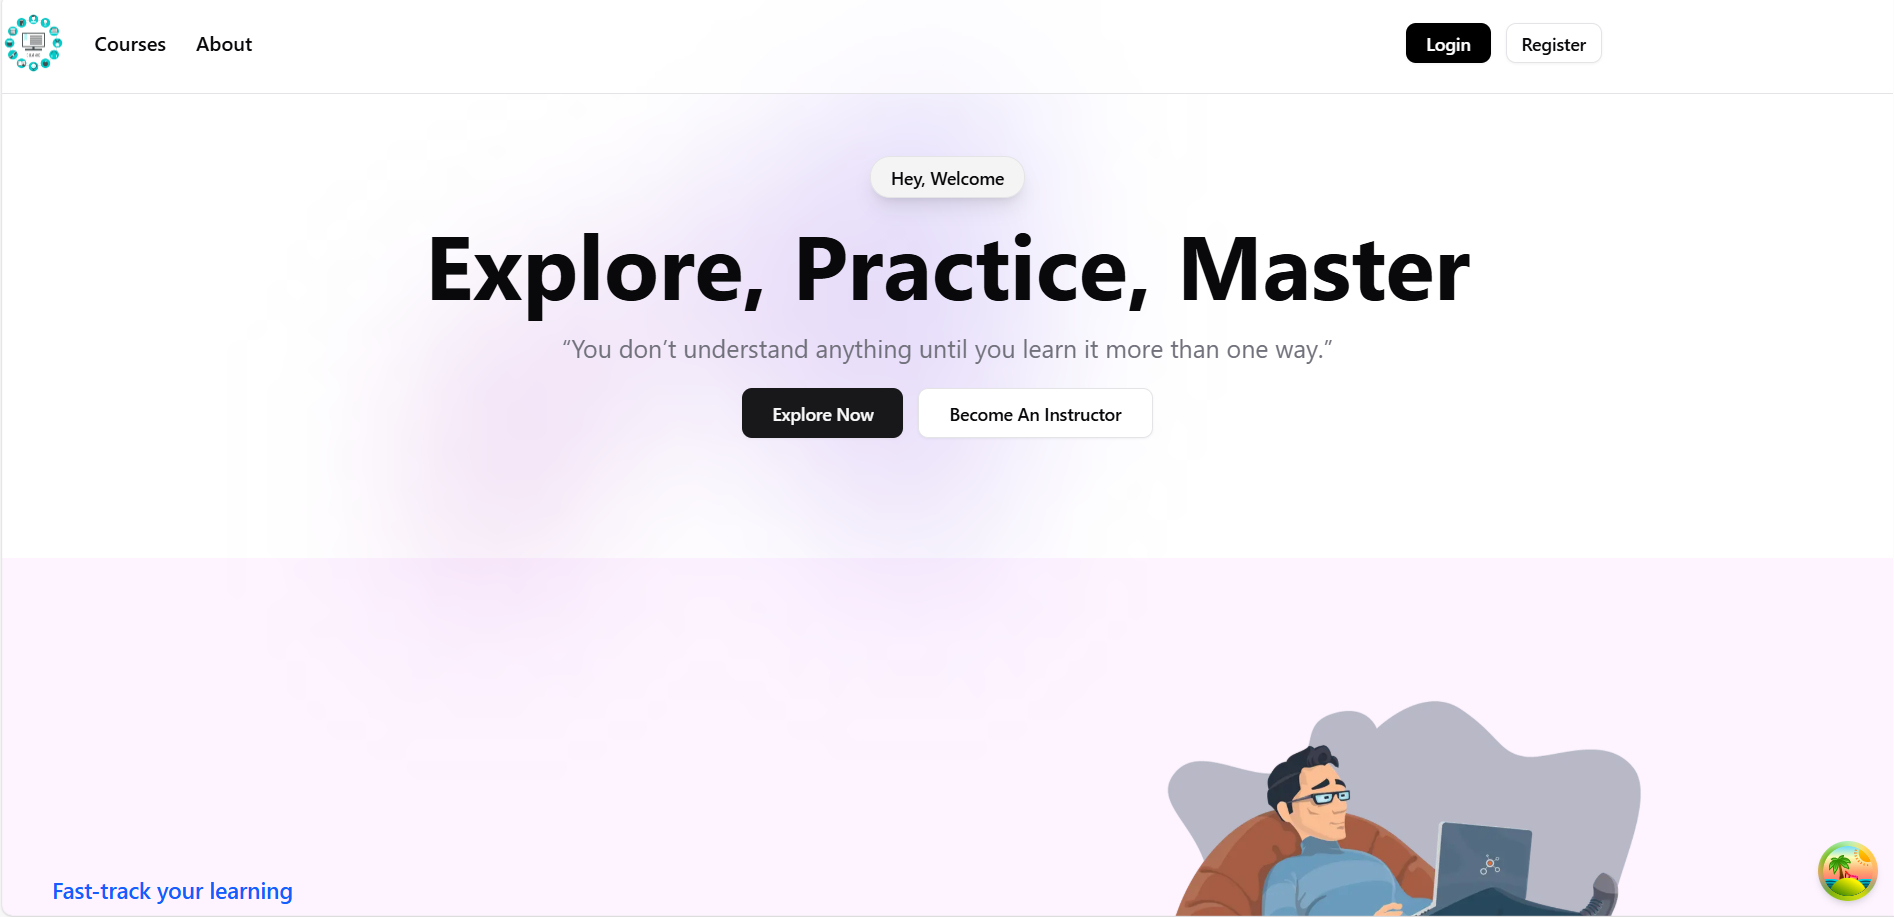 Courses
About
Login
Register
Hey, Welcome
Explore, Practice, Master
“You don’t understand anything until you learn it more than one way.”
Explore Now
Become An Instructor
Fast-track your learning